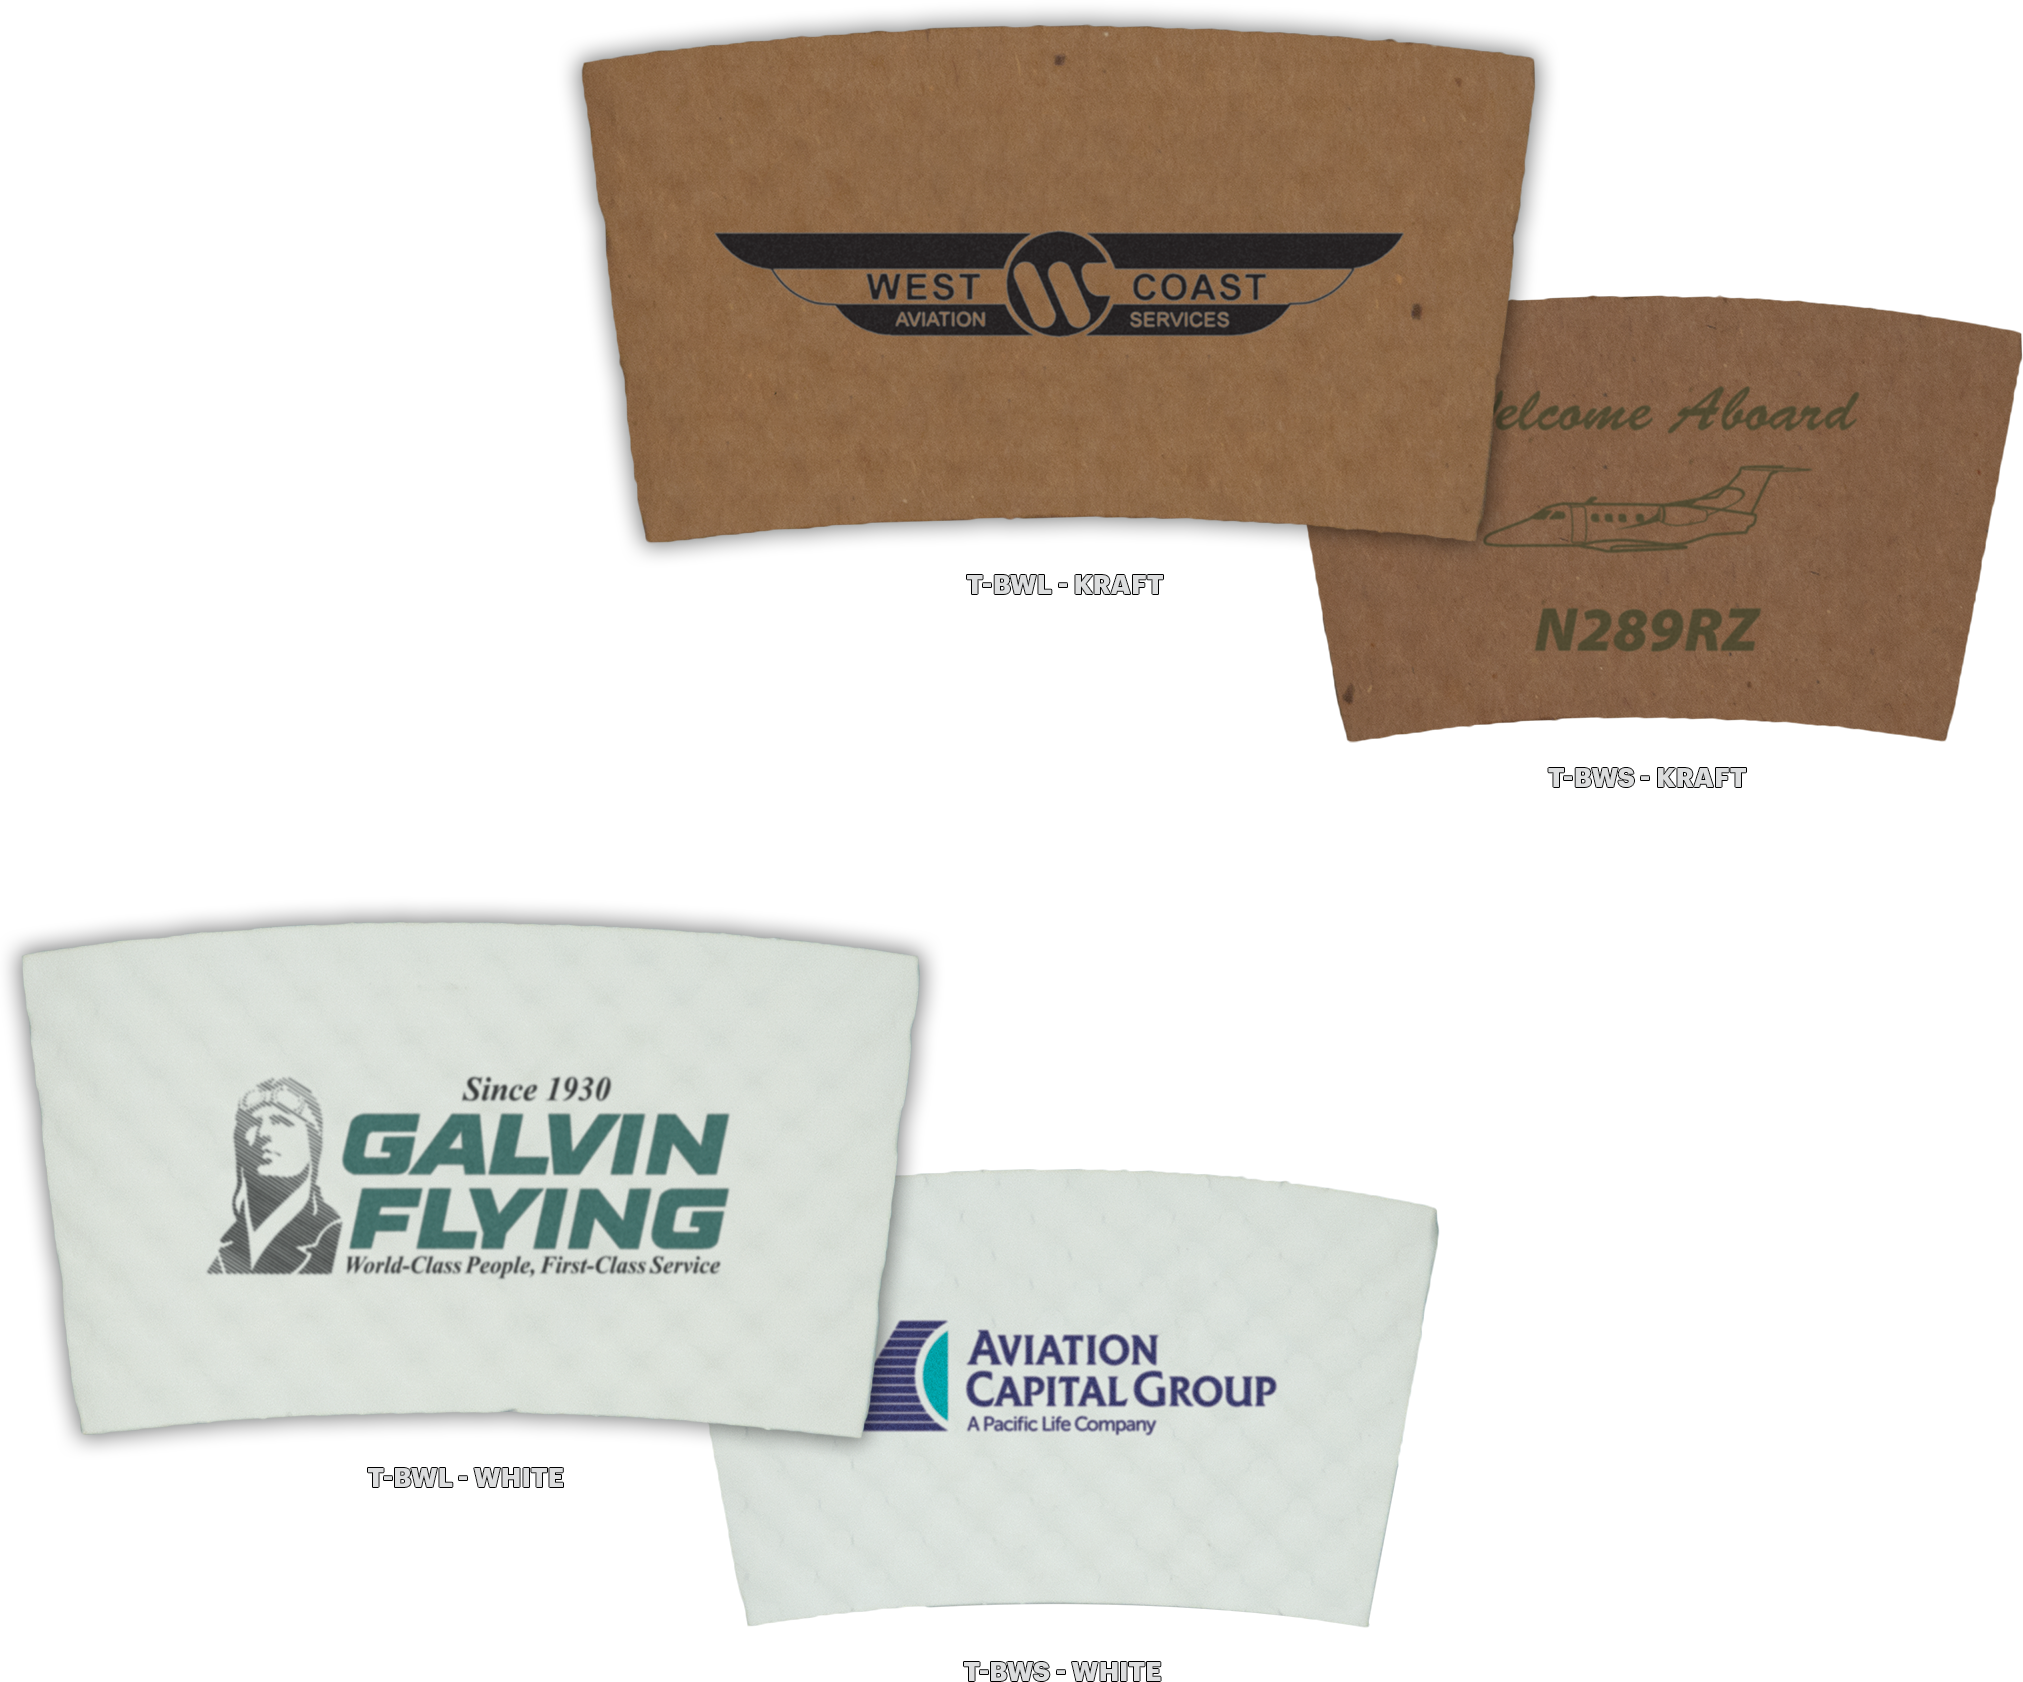 WEST COAST
AVIATION SERVICES
T-BWL - KRAFT
elcome Aboard
N289RZ
T-BWS - KRAFT
Since 1930
GALVIN
FLYING
World-Class People, First-Class Service
T-BWL - WHITE
AVIATION
CAPITAL GROUP
A Pacific Life Company
T-BWS - WHITE